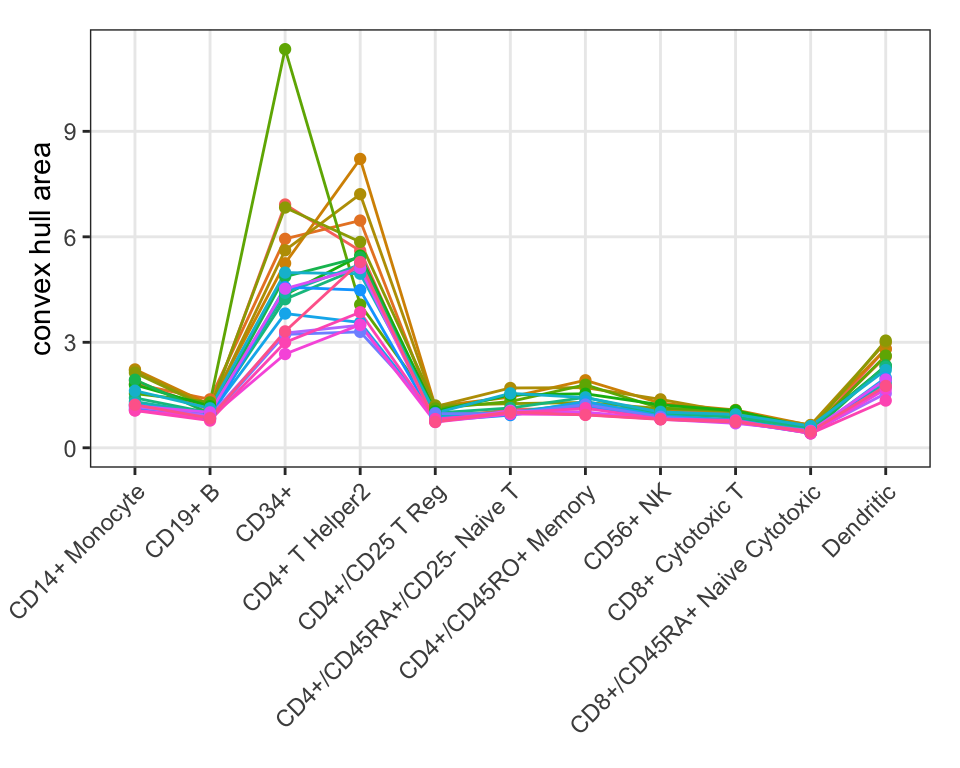 convex hull area
9
6
3
0
CD14+ Monocyte
CD19+ B
CD34+
CD4+ T Helper2
CD4+/CD25 T Reg
CD4+/CD45RA+/CD25- Naive T
CD4+/CD45RO+ Memory
CD56+ NK
CD8+ Cytotoxic T
CD8+/CD45RA+ Naive Cytotoxic
Dendritic